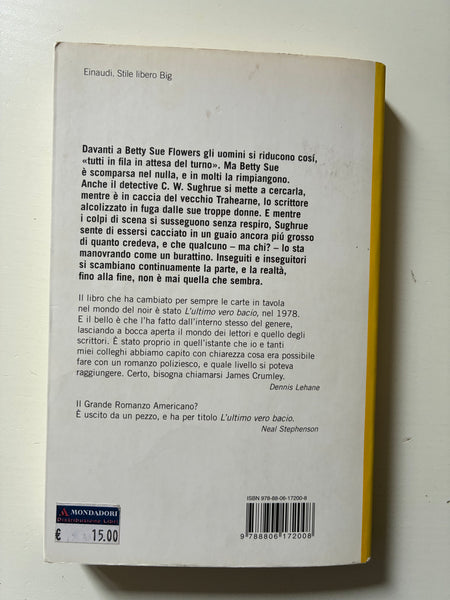 Einaudi. Stile libero Big
Davanti a Betty Sue Flowers gli uomini si riducono cosí,
«tutti in fila in attesa del turno». Ma Betty Sue
è scomparsa nel nulla, e in molti la rimpiangono.
Anche il detective C. W. Sughrue si mette a cercarla,
mentre è in caccia del vecchio Trahearne, lo scrittore
alcolizzato in fuga dalle sue troppe donne. E mentre
i colpi di scena si susseguono senza respiro, Sughrue
sente di essersi cacciato in un guaio ancora piú grosso
di quanto credeva, e che qualcuno – ma chi? – lo sta
manovrando come un burattino. Inseguiti e inseguitori
si scambiano continuamente la parte, e la realtà,
fino alla fine, non è mai quella che sembra.
Il libro che ha cambiato per sempre le carte in tavola
nel mondo del noir è stato L'ultimo vero bacio, nel 1978.
E il bello è che l'ha fatto dall'interno stesso del genere,
lasciando a bocca aperta il mondo dei lettori e quello degli
scrittori. È stato proprio in quell'istante che io e tanti
miei colleghi abbiamo capito con chiarezza cosa era possibile
fare con un romanzo poliziesco, e quale livello si poteva
raggiungere. Certo, bisogna chiamarsi James Crumley.
Dennis Lehane
Il Grande Romanzo Americano?
È uscito da un pezzo, e ha per titolo L'ultimo vero bacio.
Neal Stephenson
ISBN 978-88-06-17200-8
9 788806 172008
MONDADORI
Distribuzione Libri
€ 15.00